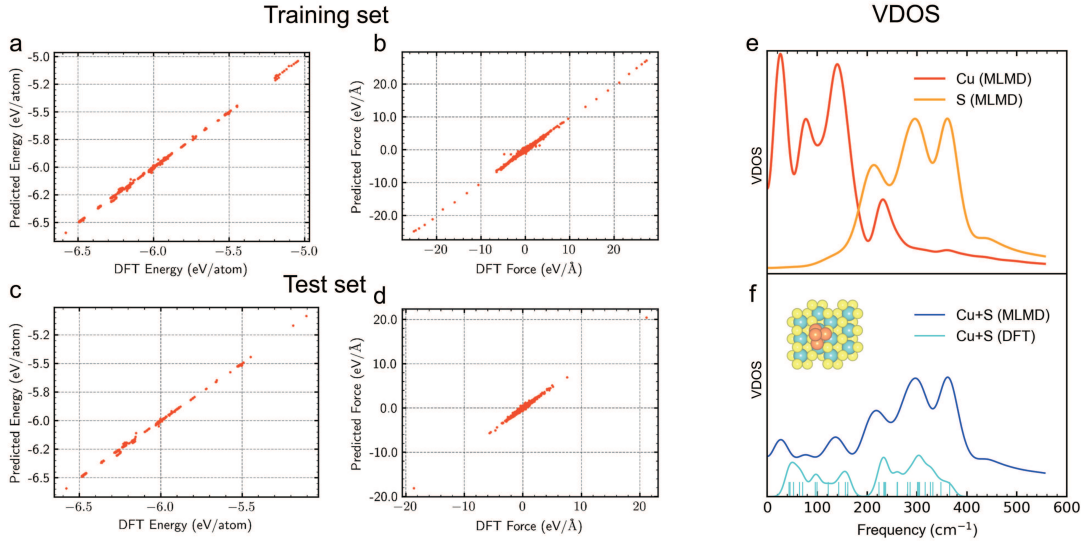 Training set
VDOS
a
-5.0
-5.2
-5.5
-5.8
-6.0
-6.2
-6.5
Predicted Energy (eV/atom)
−6.5
−6.0
−5.5
−5.0
DFT Energy (eV/atom)
b
20.0
10.0
0.0
-10.0
-20.0
Predicted Force (eV/Å)
−20
−10
0
10
20
DFT Force (eV/Å)
Test set
c
-5.2
-5.5
-5.8
-6.0
-6.2
-6.5
Predicted Energy (eV/atom)
−6.5
−6.0
−5.5
DFT Energy (eV/atom)
d
20.0
10.0
0.0
-10.0
-20.0
Predicted Force (eV/Å)
−20
−10
0
10
20
DFT Force (eV/Å)
e
Cu (MLMD)
S (MLMD)
VDOS
f
Cu+S (MLMD)
Cu+S (DFT)
VDOS
0
100
200
300
400
500
600
Frequency (cm⁻¹)